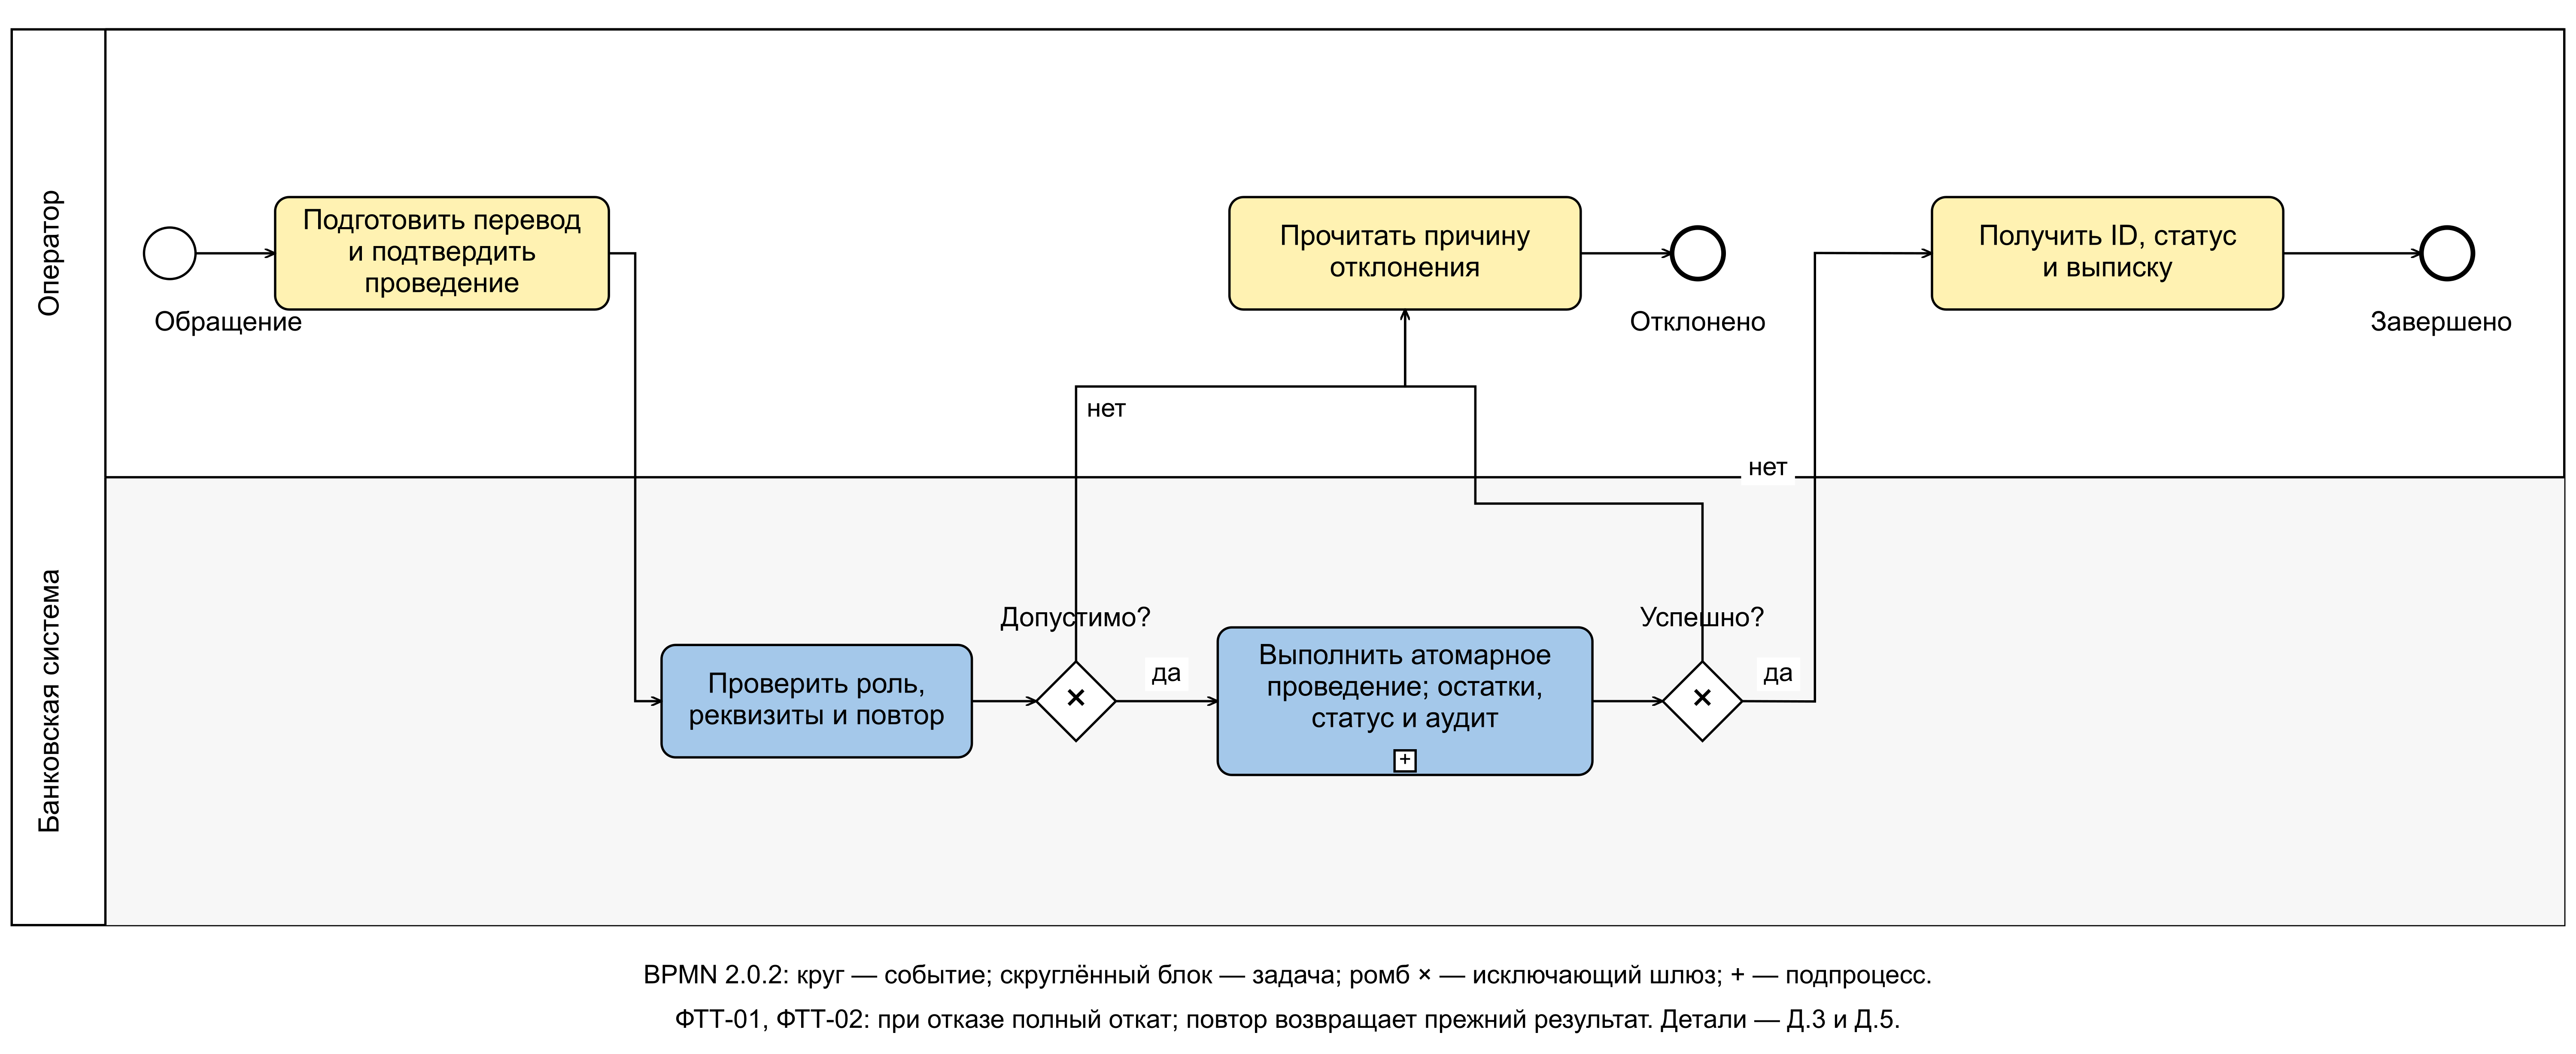 Оператор
Подготовить перевод
и подтвердить
проведение
Обращение
Прочитать причину
отклонения
Отклонено
Получить ID, статус
и выписку
Завершено
нет
нет
Банковская система
Проверить роль,
реквизиты и повтор
Допустимо?
×
да
Выполнить атомарное
проведение; остатки,
статус и аудит
+
Успешно?
×
да
BPMN 2.0.2: круг — событие; скруглённый блок — задача; ромб × — исключающий шлюз; + — подпроцесс.
ФТТ-01, ФТТ-02: при отказе полный откат; повтор возвращает прежний результат. Детали — Д.3 и Д.5.